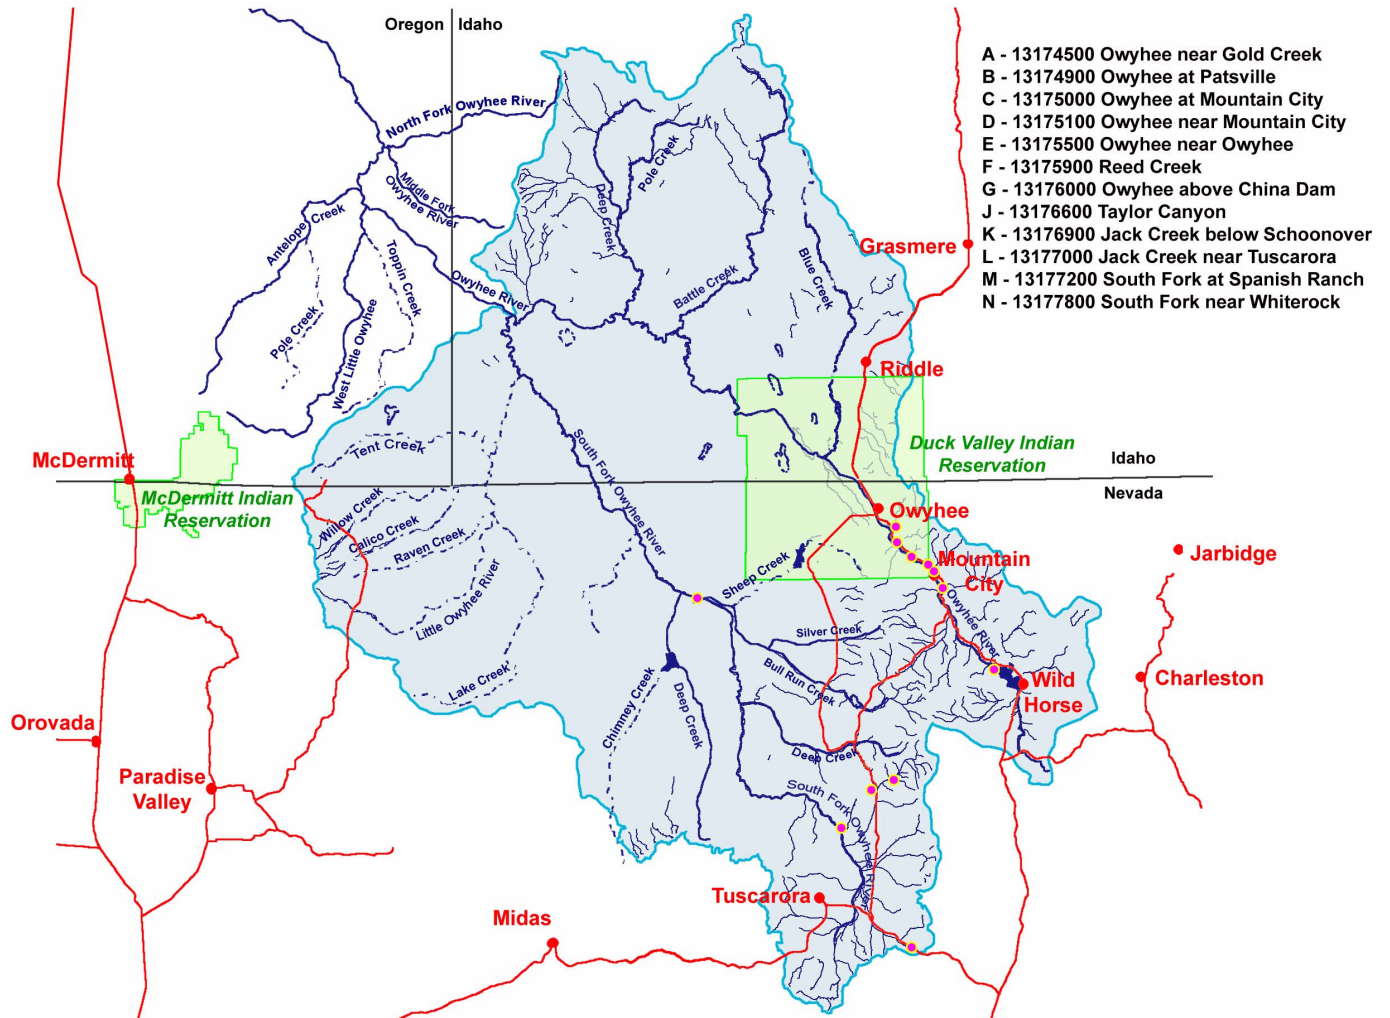 Oregon Idaho
A - 13174500 Owyhee near Gold Creek
B - 13174900 Owyhee at Patsville
C - 13175000 Owyhee at Mountain City
D - 13175100 Owyhee near Mountain City
E - 13175500 Owyhee near Owyhee
F - 13175900 Reed Creek
G - 13176000 Owyhee above China Dam
J - 13176600 Taylor Canyon
K - 13176900 Jack Creek below Schoonover
L - 13177000 Jack Creek near Tuscarora
M - 13177200 South Fork at Spanish Ranch
N - 13177800 South Fork near Whiterock
North Fork Owyhee River
Middle Fork
Owyhee River
Antelope Creek
Toppin Creek
Pole Creek
West Little Owyhee
Owyhee River
Deep Creek
Pole Creek
Battle Creek
Blue Creek
Grasmere
Riddle
Duck Valley Indian
Reservation
Idaho
Nevada
McDermitt
McDermitt Indian
Reservation
Tent Creek
Willow Creek
Calico Creek
Raven Creek
Little Owyhee River
Lake Creek
South Fork Owyhee River
Owyhee
Mountain
City
Jarbidge
Sheep Creek
Owyhee River
Silver Creek
Bull Run Creek
Wild
Horse
Charleston
Chimney Creek
Deep Creek
Deep Creek
South Fork Owyhee River
Orovada
Paradise
Valley
Tuscarora
Midas